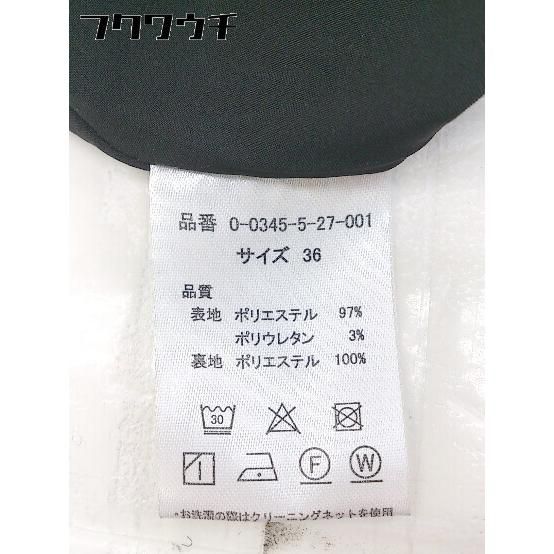 フクワウチ
品番 0-0345-5-27-001
サイズ 36
品質
表地 ポリエステル 97%
ポリウレタン 3%
裏地 ポリエステル 100%
30
F W
*お洗濯の際はクリーニングネットを使用